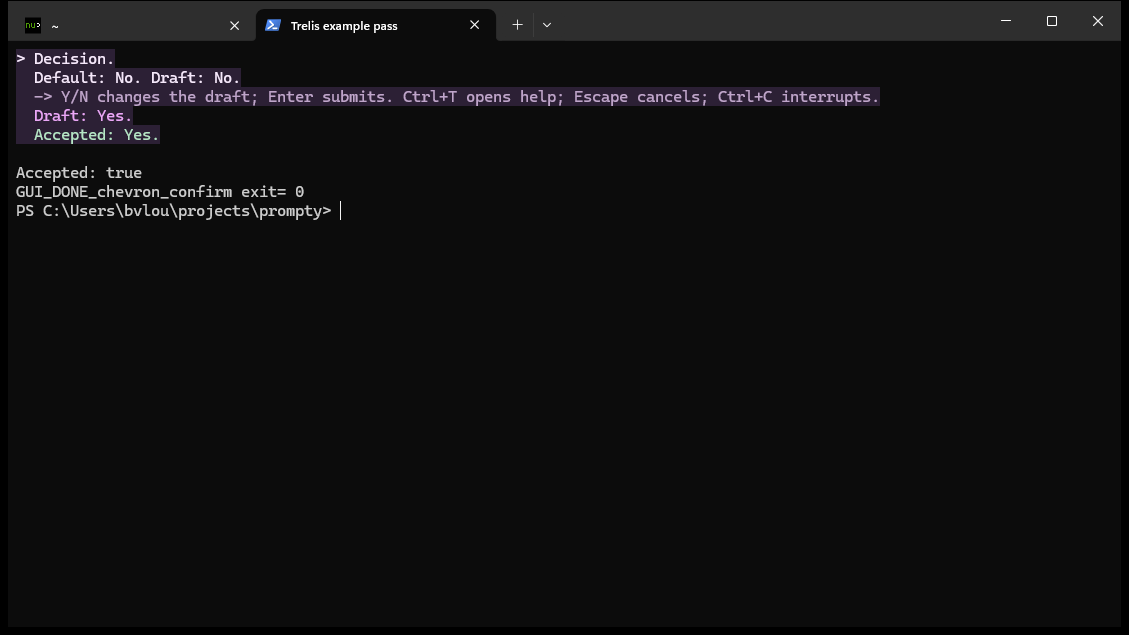 nu> ~
Trelis example pass
> Decision.
Default: No. Draft: No.
—> Y/N changes the draft; Enter submits. Ctrl+T opens help; Escape cancels; Ctrl+C interrupts.
Draft: Yes.
Accepted: Yes.
Accepted: true
GUI_DONE_chevron_confirm exit= 0
PS C:\Users\bvlou\projects\prompty>